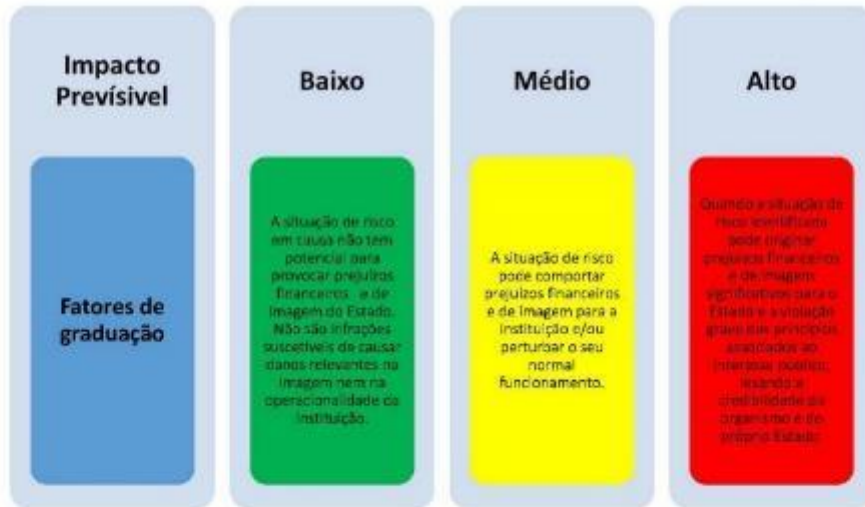 Impacto
Prevísivel
Baixo
Médio
Alto
Fatores de
graduação
A situação de risco
em causa não tem
potencial para
provocar prejuízos
financeiros e de
imagem do Estado.
Não são infrações
suscetíveis de causar
danos relevantes na
imagem nem na
operacionalidade da
instituição.
A situação de risco
pode comportar
prejuízos financeiros
e de imagem para a
instituição e/ou
perturbar o seu
normal
funcionamento.
Quando a situação de
risco identificada
pode originar
prejuízos financeiros
e de imagem
significativos para o
Estado e a violação
grave dos princípios
associados ao
interesse público,
lesando a
credibilidade do
organismo e do
próprio Estado.